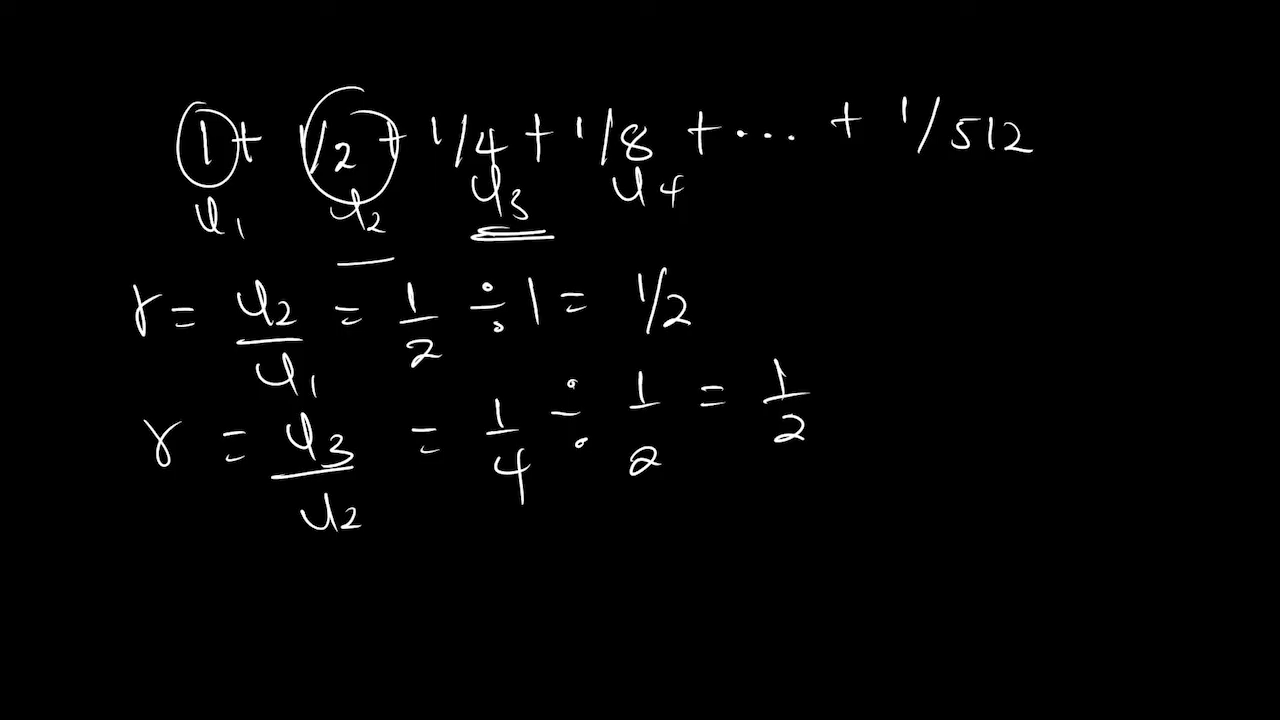 1 + 1/2 + 1/4 + 1/8 + ... + 1/512
u1 u2 u3 u4
r = u2/u1 = 1/2 ÷ 1 = 1/2
r = u3/u2 = 1/4 ÷ 1/2 = 1/2